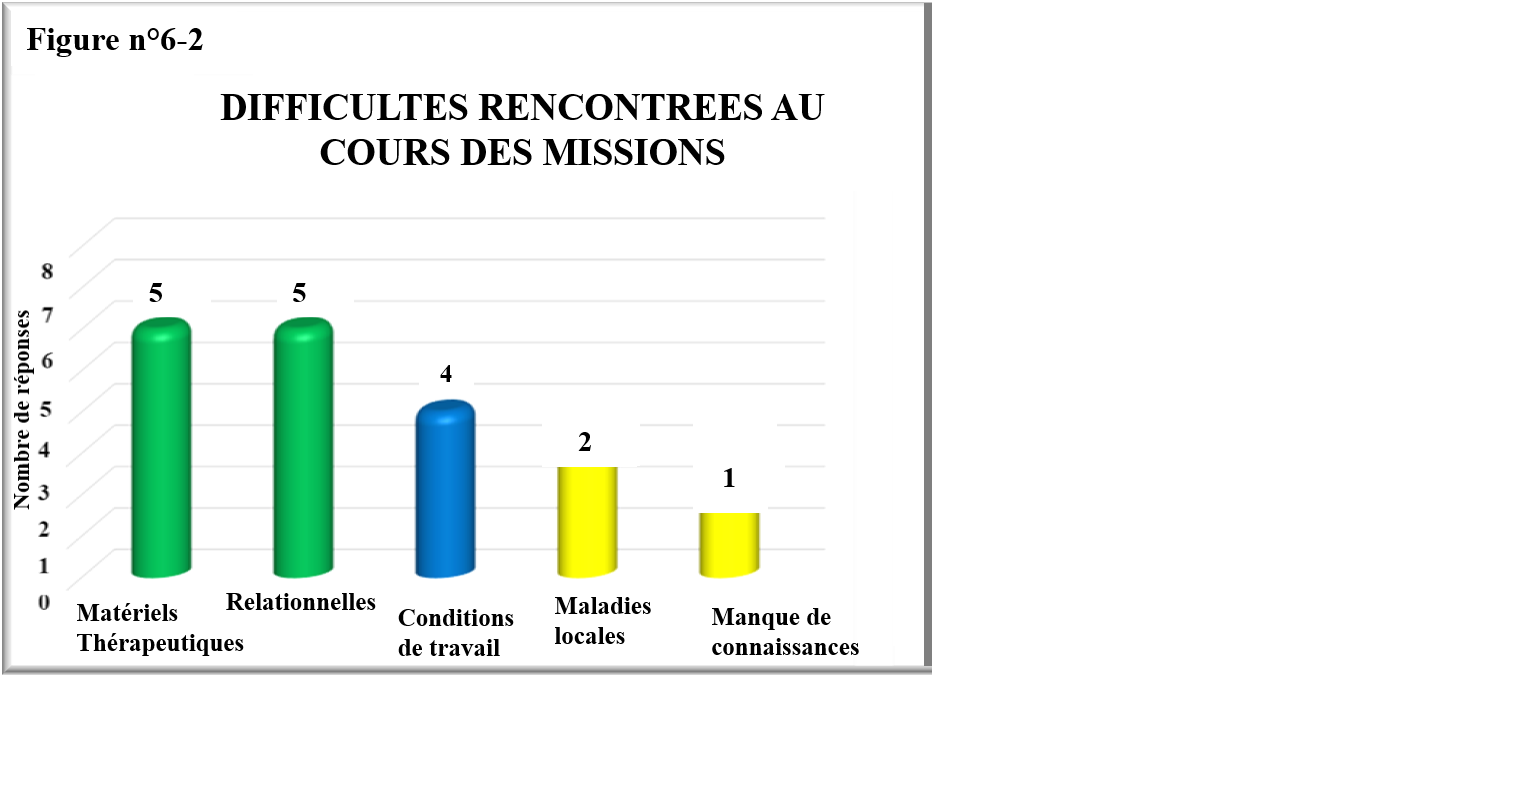 Figure n°6-2
DIFFICULTES RENCONTREES AU
COURS DES MISSIONS
Nombre de réponses
8
7
6
5
4
3
2
1
0
5
5
4
2
1
Matériels
Thérapeutiques
Relationnelles
Conditions
de travail
Maladies
locales
Manque de
connaissances